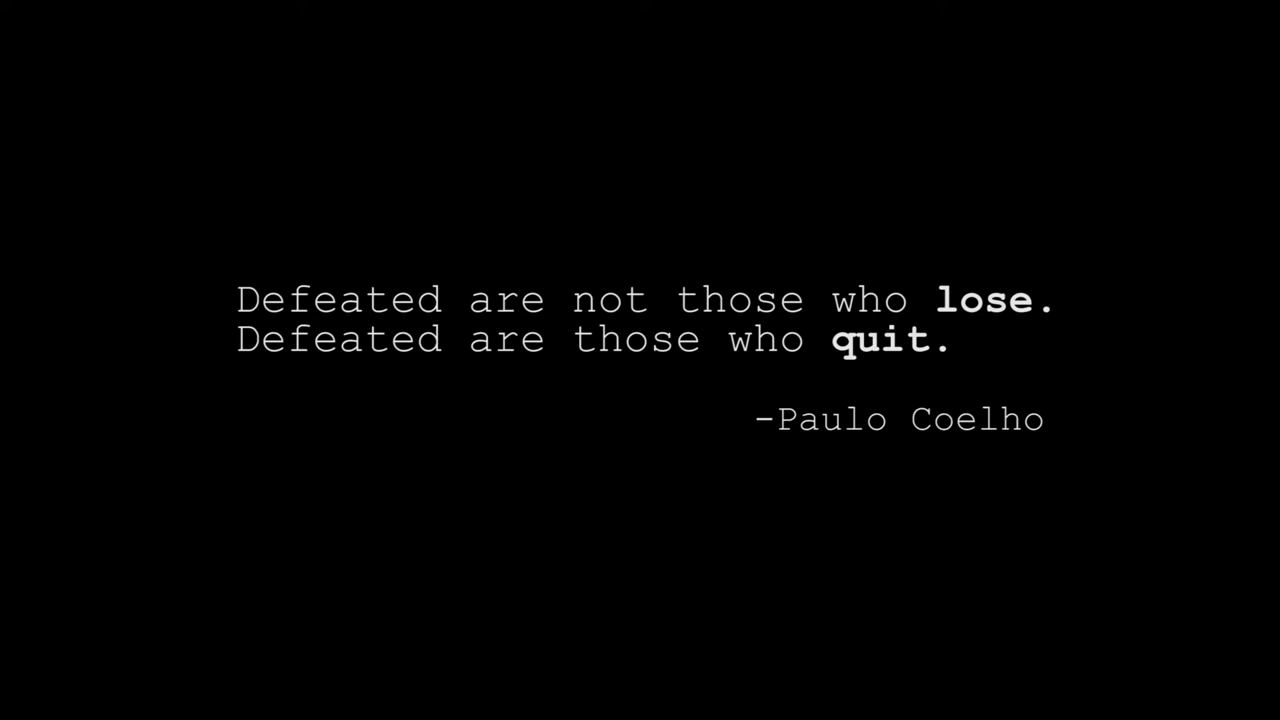 Defeated are not those who lose.
Defeated are those who quit.
-Paulo Coelho